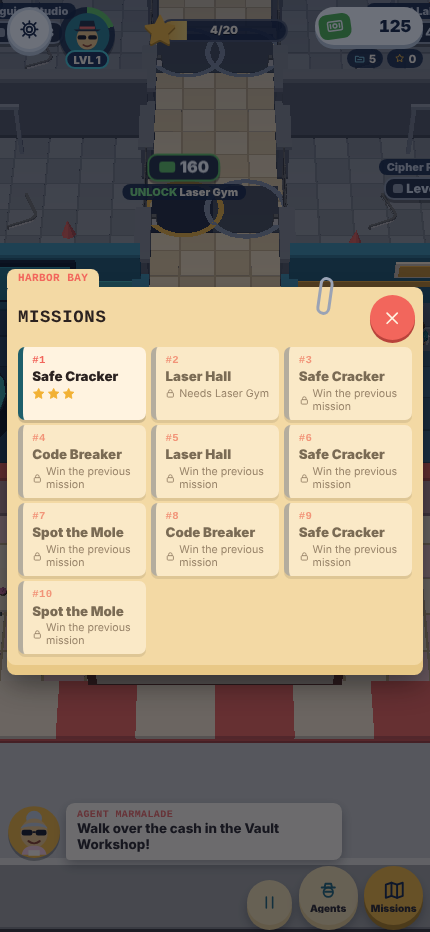 4/20
125
LVL 1
5
0
160
UNLOCK Laser Gym
Cipher
HARBOR BAY
MISSIONS
#1
Safe Cracker
#2
Laser Hall
Needs Laser Gym
#3
Safe Cracker
Win the previous
mission
#4
Code Breaker
Win the previous
mission
#5
Laser Hall
Win the previous
mission
#6
Safe Cracker
Win the previous
mission
#7
Spot the Mole
Win the previous
mission
#8
Code Breaker
Win the previous
mission
#9
Safe Cracker
Win the previous
mission
#10
Spot the Mole
Win the previous
mission
AGENT MARMALADE
Walk over the cash in the Vault
Workshop!
Agents
Missions